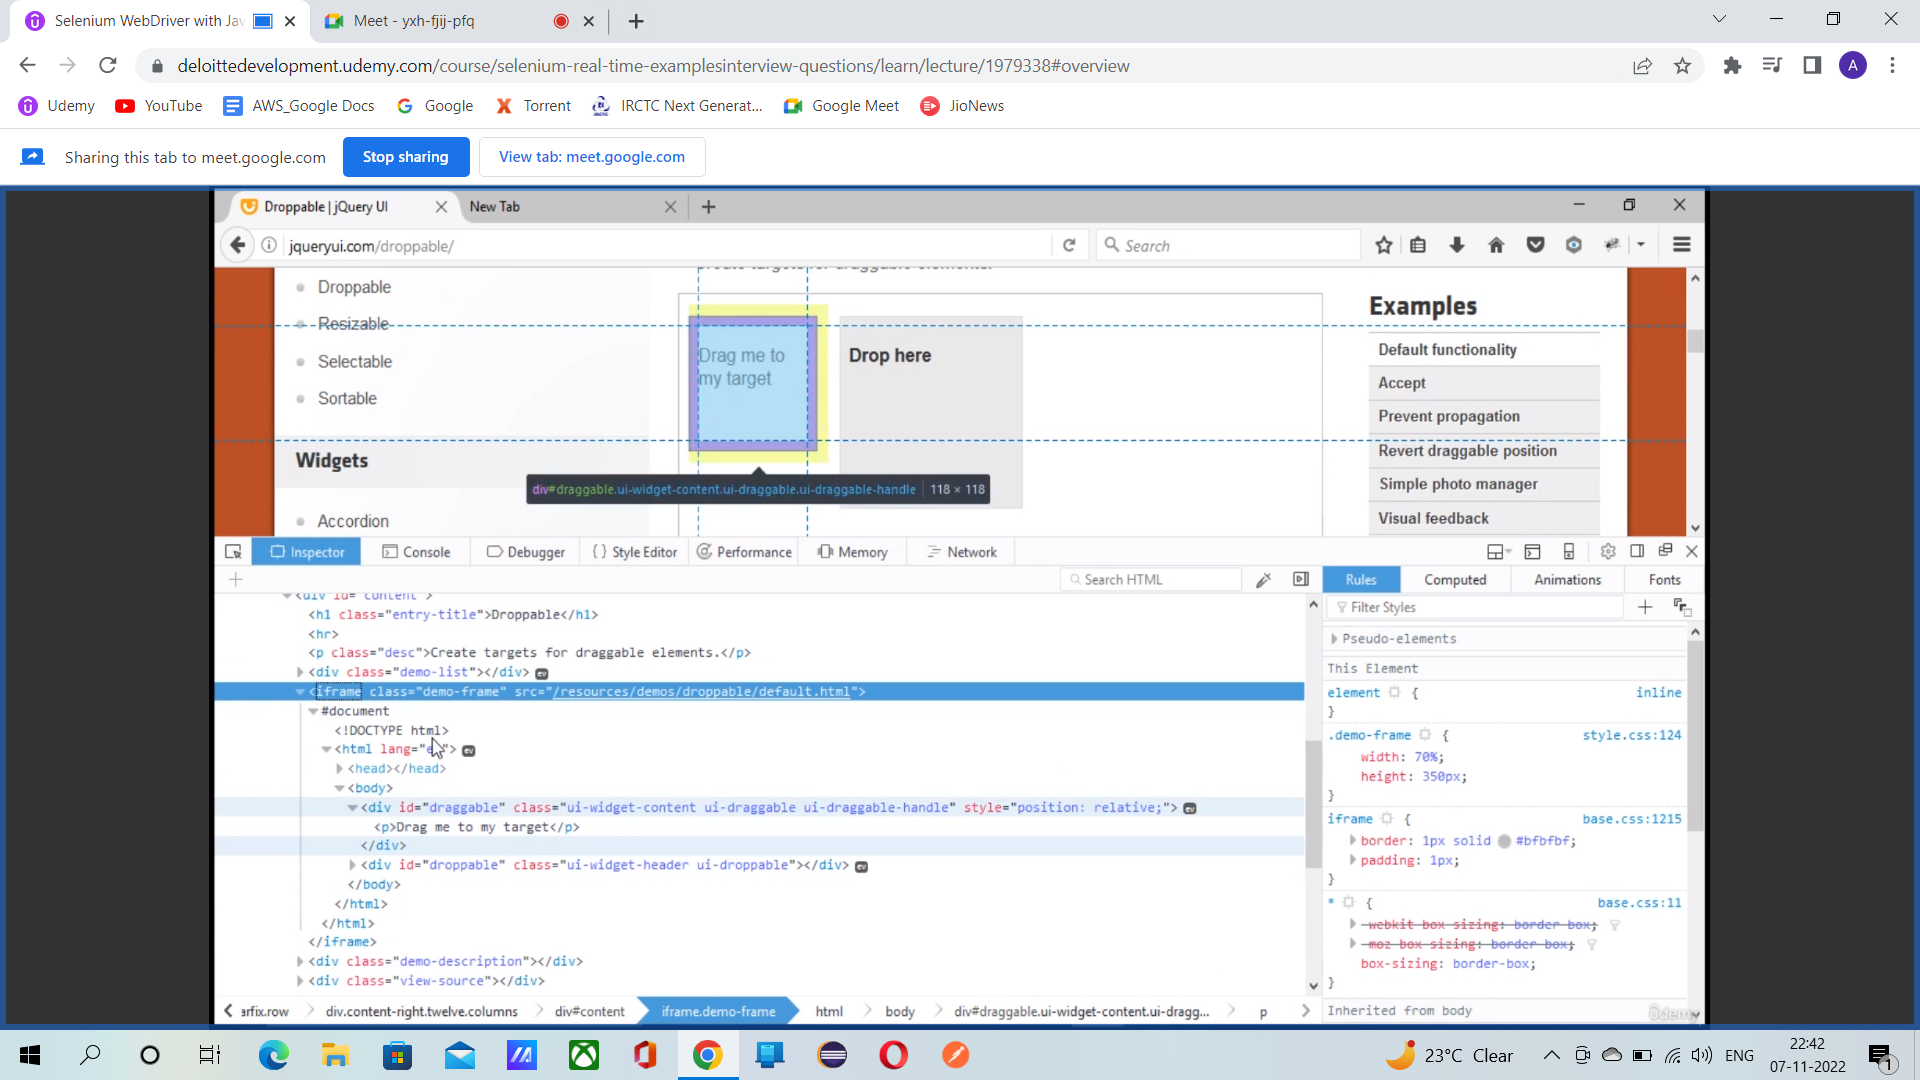 Selenium WebDriver with Jav
Meet - yxh-fjij-pfq
deloittedevelopment.udemy.com/course/selenium-real-time-examplesinterview-questions/learn/lecture/1979338#overview
A
Udemy
YouTube
AWS_Google Docs
Google
Torrent
IRCTC Next Generat...
Google Meet
JioNews
Sharing this tab to meet.google.com
Stop sharing
View tab: meet.google.com
Droppable | jQuery UI
New Tab
jqueryui.com/droppable/
Search
Create targets for draggable elements.
Droppable
Resizable
Selectable
Sortable
Widgets
Accordion
Drag me to
my target
Drop here
div#draggable.ui-widget-content.ui-draggable.ui-draggable-handle | 118 × 118
Examples
Default functionality
Accept
Prevent propagation
Revert draggable position
Simple photo manager
Visual feedback
Inspector
Console
Debugger
{ } Style Editor
Performance
Memory
Network
Search HTML
Rules
Computed
Animations
Fonts
Filter Styles
<div id="content">
<h1 class="entry-title">Droppable</h1>
<hr>
<p class="desc">Create targets for draggable elements.</p>
<div class="demo-list"></div> ev
<iframe class="demo-frame" src="/resources/demos/droppable/default.html">
#document
<!DOCTYPE html>
<html lang="en"> ev
<head></head>
<body>
<div id="draggable" class="ui-widget-content ui-draggable ui-draggable-handle" style="position: relative;"> ev
<p>Drag me to my target</p>
</div>
<div id="droppable" class="ui-widget-header ui-droppable"></div> ev
</body>
</html>
</html>
</iframe>
<div class="demo-description"></div>
<div class="view-source"></div>
Pseudo-elements
This Element
element { inline
}
.demo-frame { style.css:124
width: 70%;
height: 350px;
}
iframe { base.css:1215
border: 1px solid #bfbfbf;
padding: 1px;
}
* { base.css:11
-webkit-box-sizing: border-box;
-moz-box-sizing: border-box;
box-sizing: border-box;
}
Inherited from body
arfix.row
div.content-right.twelve.columns
div#content
iframe.demo-frame
html
body
div#draggable.ui-widget-content.ui-dragg...
p
Udemy
23°C Clear
ENG
22:42
07-11-2022
1